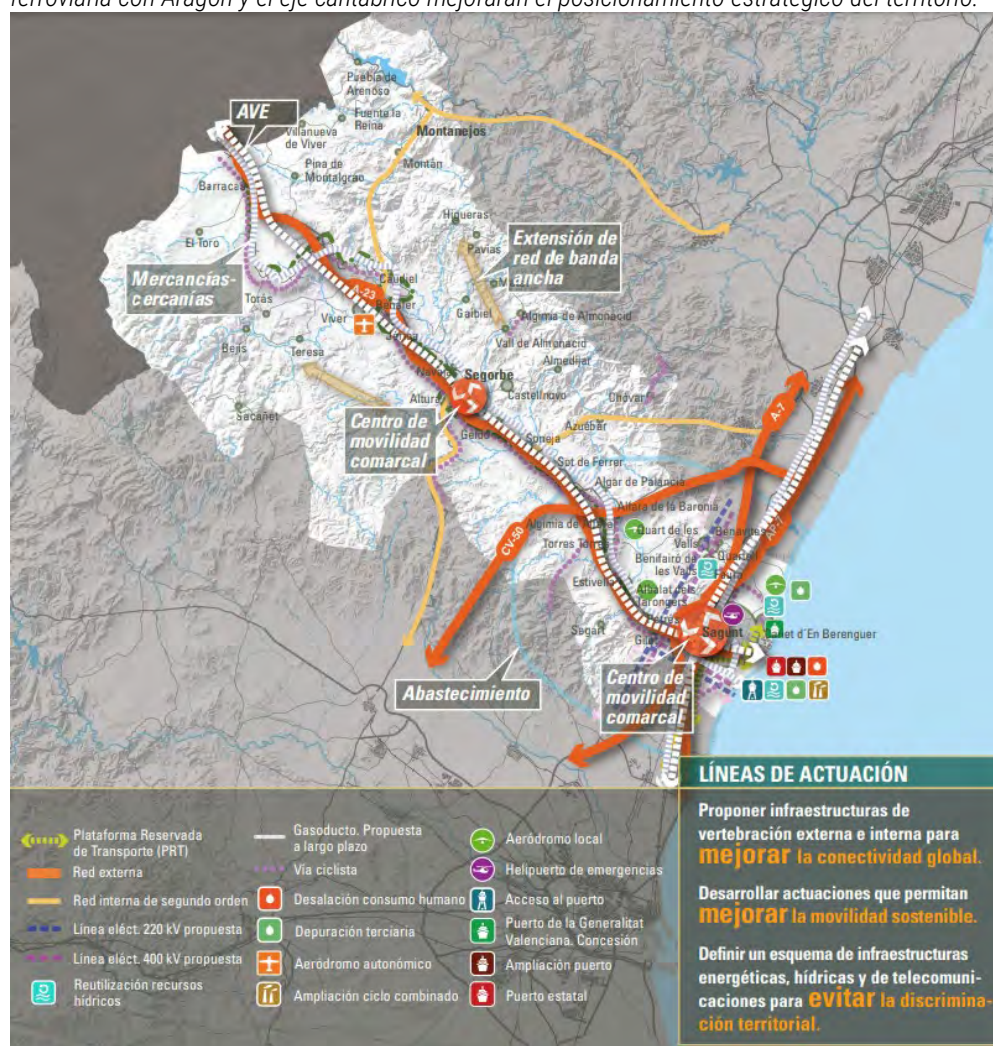 ferroviaria con Aragón y el eje cantábrico mejorarán el posicionamiento estratégico del territorio.
Puebla de
Arenoso
AVE
Fuente la
Reina
Villanueva
de Viver
Montanejos
Montán
Pina de
Montalgrao
Barracas
Higueras
El Toro
Pavías
Extensión de
red de banda
ancha
Mercancías-
cercanías
Caudiel
A-23
Benafer
Torás
Gaibiel
Algimia de Almonacid
Viver
Jérica
Bejís
Teresa
Vall de Almonacid
Almedíjar
Navajas
Segorbe
Castellnovo
Chóvar
Altura
Sacañet
Centro de
movilidad
comarcal
Geldo
Soneja
Azuébar
A-7
Sot de Ferrer
Algar de Palancia
Alfara de la Baronia
CV-50
Algimia de Alfara
Quart de les
Valls
Benavites
AP-7
Torres Torres
Benifairó de
les Valls
Quartell
Faura
Estivella
Albalat dels
Tarongers
Segart
Petrés
Gilet
Sagunt
Canet d'En Berenguer
Abastecimiento
Centro de
movilidad
comarcal
LÍNEAS DE ACTUACIÓN
Proponer infraestructuras de
vertebración externa e interna para
mejorar la conectividad global.
Desarrollar actuaciones que permitan
mejorar la movilidad sostenible.
Definir un esquema de infraestructuras
energéticas, hídricas y de telecomuni-
caciones para evitar la discrimina-
ción territorial.
Plataforma Reservada
de Transporte (PRT)
Red externa
Red interna de segundo orden
Línea eléct. 220 kV propuesta
Línea eléct. 400 kV propuesta
Reutilización recursos
hídricos
Gasoducto. Propuesta
a largo plazo
Vía ciclista
Desalación consumo humano
Depuración terciaria
Aeródromo autonómico
Ampliación ciclo combinado
Aeródromo local
Helipuerto de emergencias
Acceso al puerto
Puerto de la Generalitat
Valenciana. Concesión
Ampliación puerto
Puerto estatal